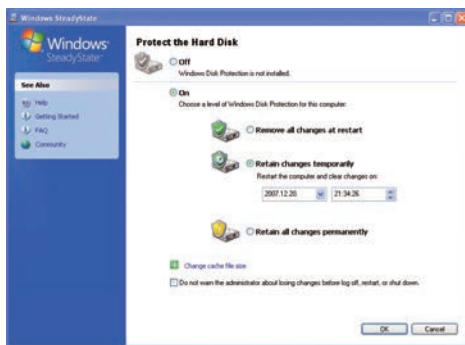 Windows SteadyState
Windows
SteadyState
See Also
Help
Getting Started
FAQ
Community
Protect the Hard Disk
Off
Windows Disk Protection is not installed.
On
Choose a level of Windows Disk Protection for this computer:
Remove all changes at restart
Retain changes temporarily
Restart the computer and clear changes on:
2007.12.20. 21:34:26
Retain all changes permanently
Change cache file size
Do not warn the administrator about losing changes before log off, restart, or shut down.
OK Cancel